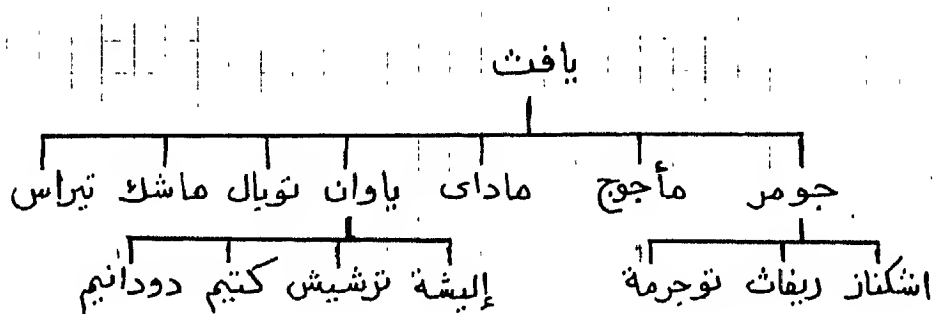 يافث
جومر مأجوج ماداى ياوان توبال ماشك تيراس
اشكناز ريفاث توجرمة إليشة ترشيش كتيم دودانيم